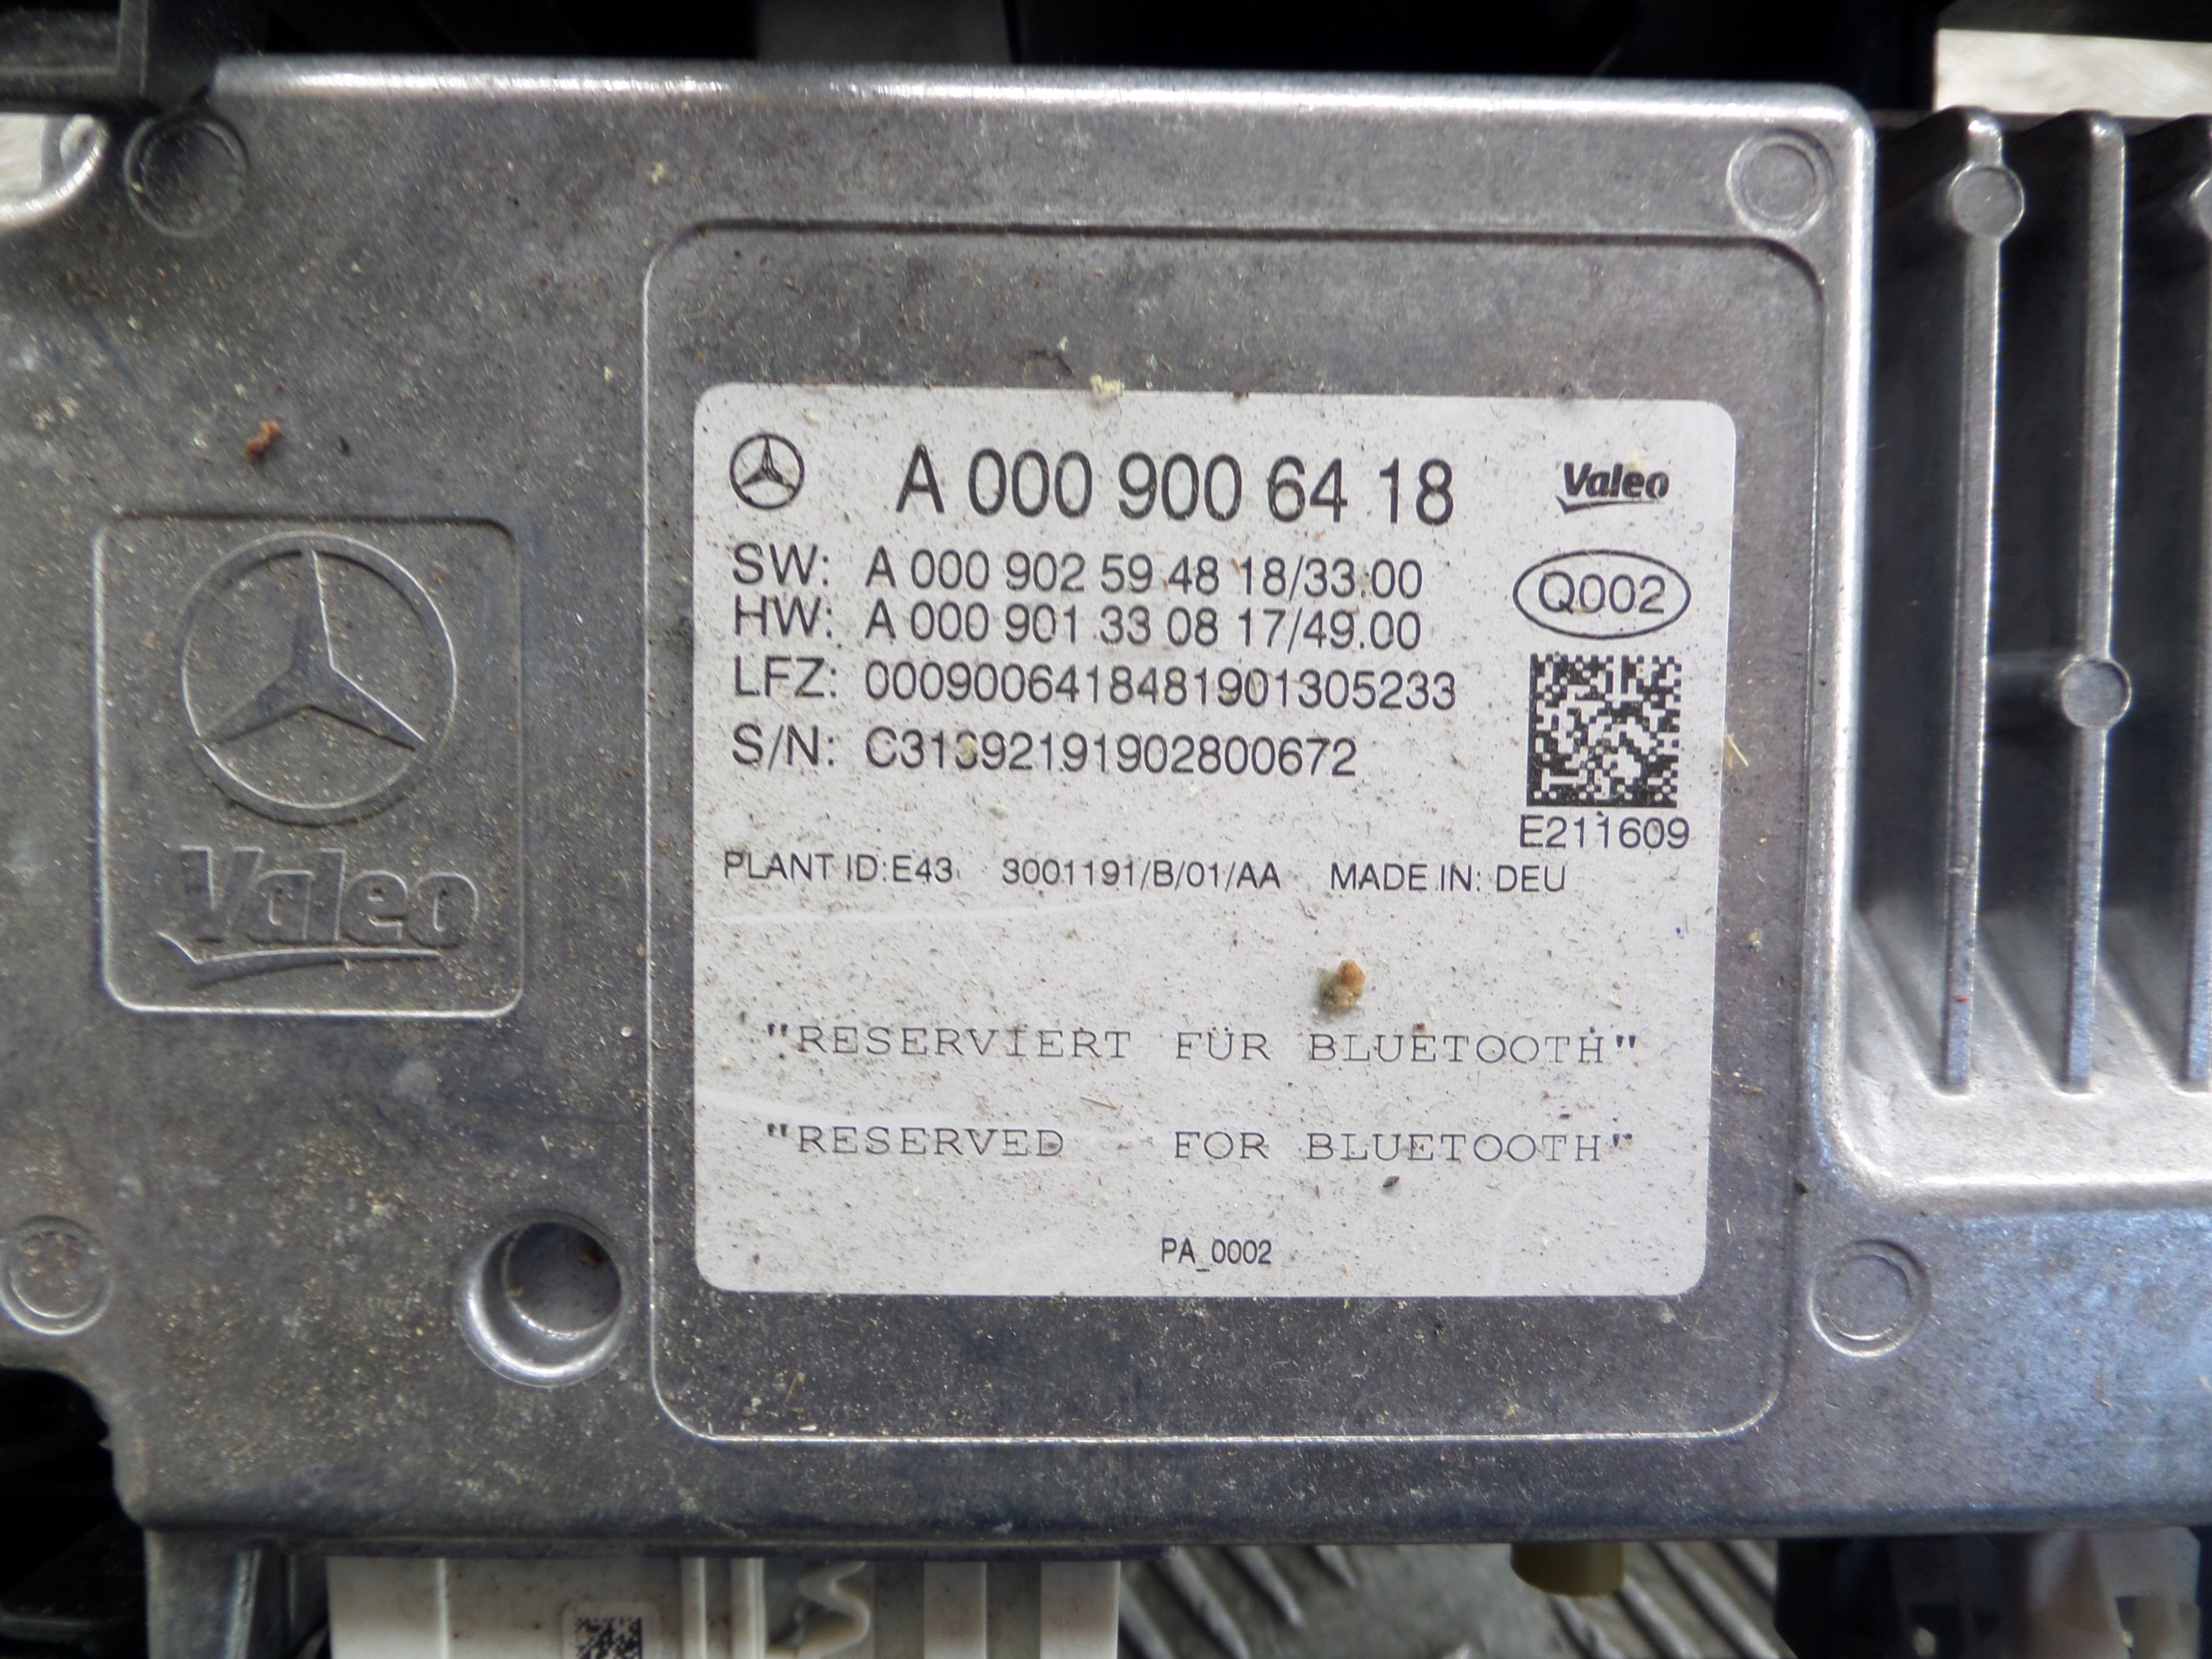 A 000 900 64 18
Valeo
SW: A 000 902 59 48 18/33.00
HW: A 000 901 33 08 17/49.00
Q002
LFZ: 0009006418481901305233
S/N: C31392191902800672
E211609
PLANT ID:E43 3001191/B/01/AA MADE IN: DEU
"RESERVIERT FÜR BLUETOOTH"
"RESERVED FOR BLUETOOTH"
PA_0002
Valeo